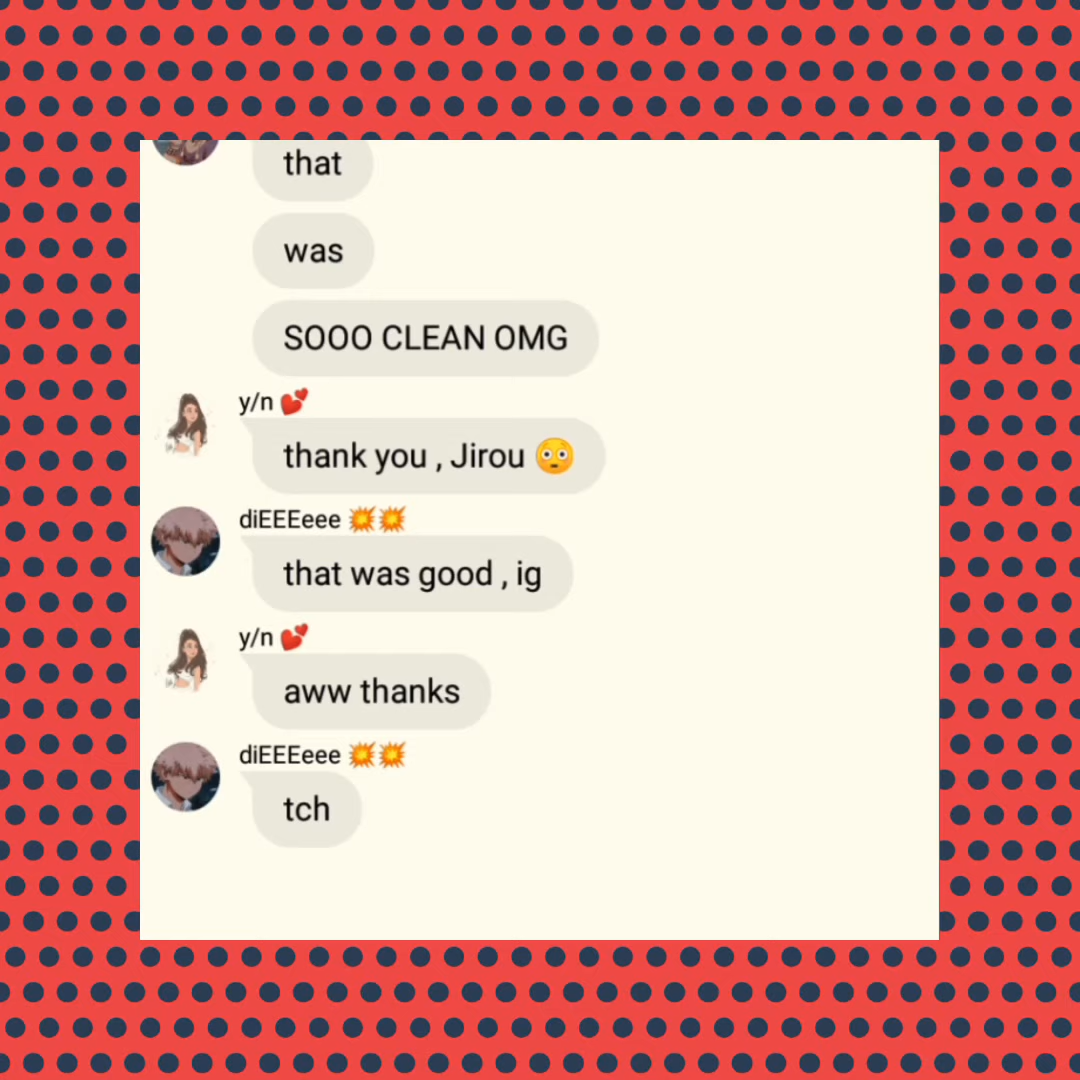 that
was
SOOO CLEAN OMG
y/n 💕
thank you , Jirou 😳
diEEEeee 💥💥
that was good , ig
y/n 💕
aww thanks
diEEEeee 💥💥
tch